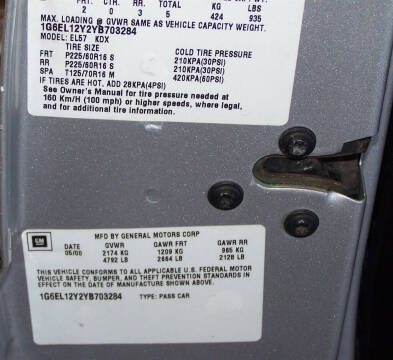 FRT. CTR. RR. TOTAL KG LBS
2 0 3 5 424 935
MAX. LOADING @ GVWR SAME AS VEHICLE CAPACITY WEIGHT.
1G6EL12Y2YB703284
MODEL: EL57 KDX
TIRE SIZE COLD TIRE PRESSURE
FRT P225/60R16 S 210KPA(30PSI)
RR P225/60R16 S 210KPA(30PSI)
SPA T125/70R16 M 420KPA(60PSI)
IF TIRES ARE HOT, ADD 28KPA(4PSI)
See Owner's Manual for tire pressure needed at
160 Km/H (100 mph) or higher speeds, where legal,
and for additional tire information.
GM
MFD BY GENERAL MOTORS CORP
DATE GVWR GAWR FRT GAWR RR
05/00 2174 KG 1209 KG 965 KG
4792 LB 2664 LB 2128 LB
THIS VEHICLE CONFORMS TO ALL APPLICABLE U.S. FEDERAL MOTOR
VEHICLE SAFETY, BUMPER, AND THEFT PREVENTION STANDARDS IN
EFFECT ON THE DATE OF MANUFACTURE SHOWN ABOVE.
1G6EL12Y2YB703284 TYPE: PASS CAR